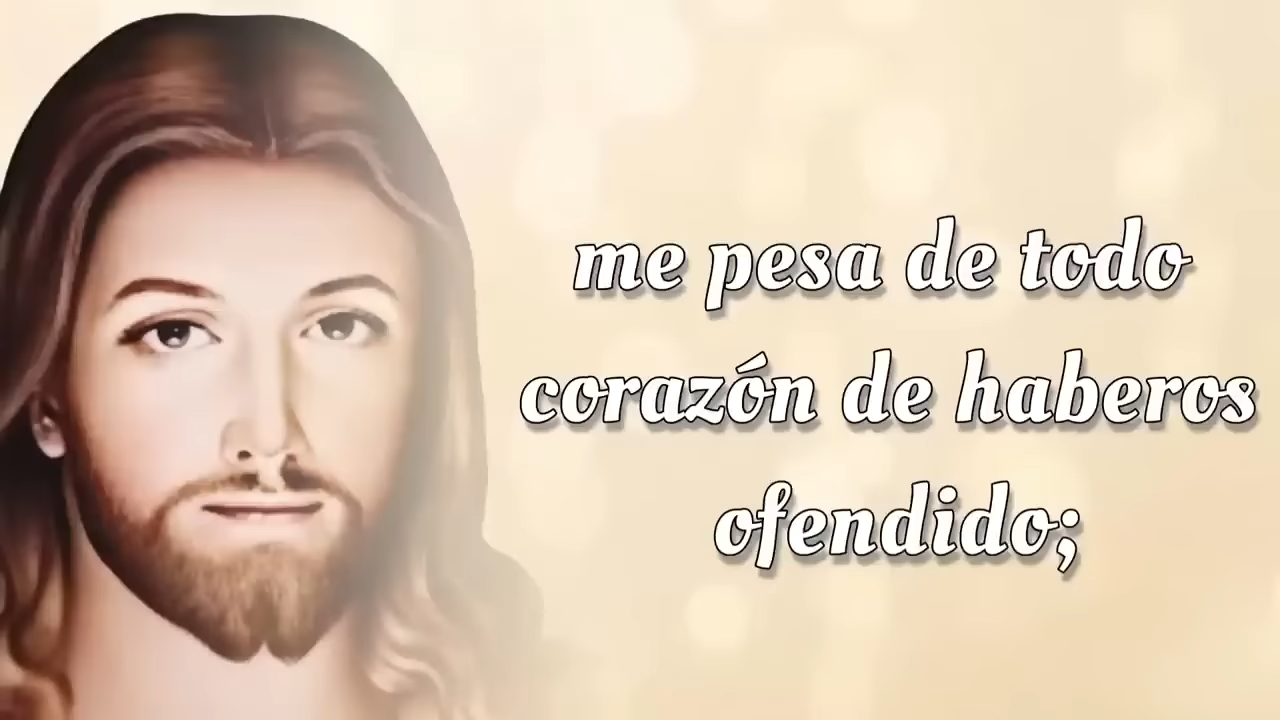 me pesa de todo
corazón de haberos
ofendido;